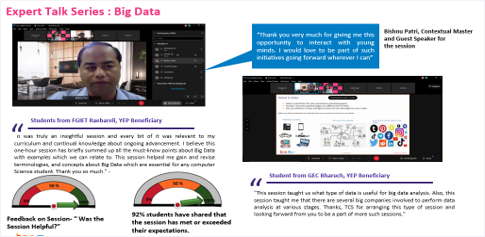 Expert Talk Series : Big Data
"Thank you very much for giving me this
opportunity to interact with young
minds. I would love to be part of such
initiatives going forward wherever I can"
Bishnu Patri, Contextual Master
and Guest Speaker for
the session
Students from FGIET Raebareli, YEP Beneficiary
It was truly an insightful session and every bit of it was relevant to my
curriculum and continual knowledge about ongoing advancement. I believe this
one-hour session has briefly summed up all the must-know points about Big Data
with examples which we can relate to. This session helped me gain and revise
terminologies, and concepts about Big Data which are essential for any computer
Science student. Thank you so much." -
50 %
50 %
Feedback on Session- " Was the
Session Helpful?"
92% students have shared that
the session has met or exceeded
their expectations.
What is Data
Student from GEC Bharuch, YEP Beneficiary
"This session taught us what type of data is useful for big data analysis. Also, this
session taught me that there are several big companies involved to perform data
analysis at various stages. Thanks, TCS for arranging this type of session and
looking forward from you to be a part of more such sessions."